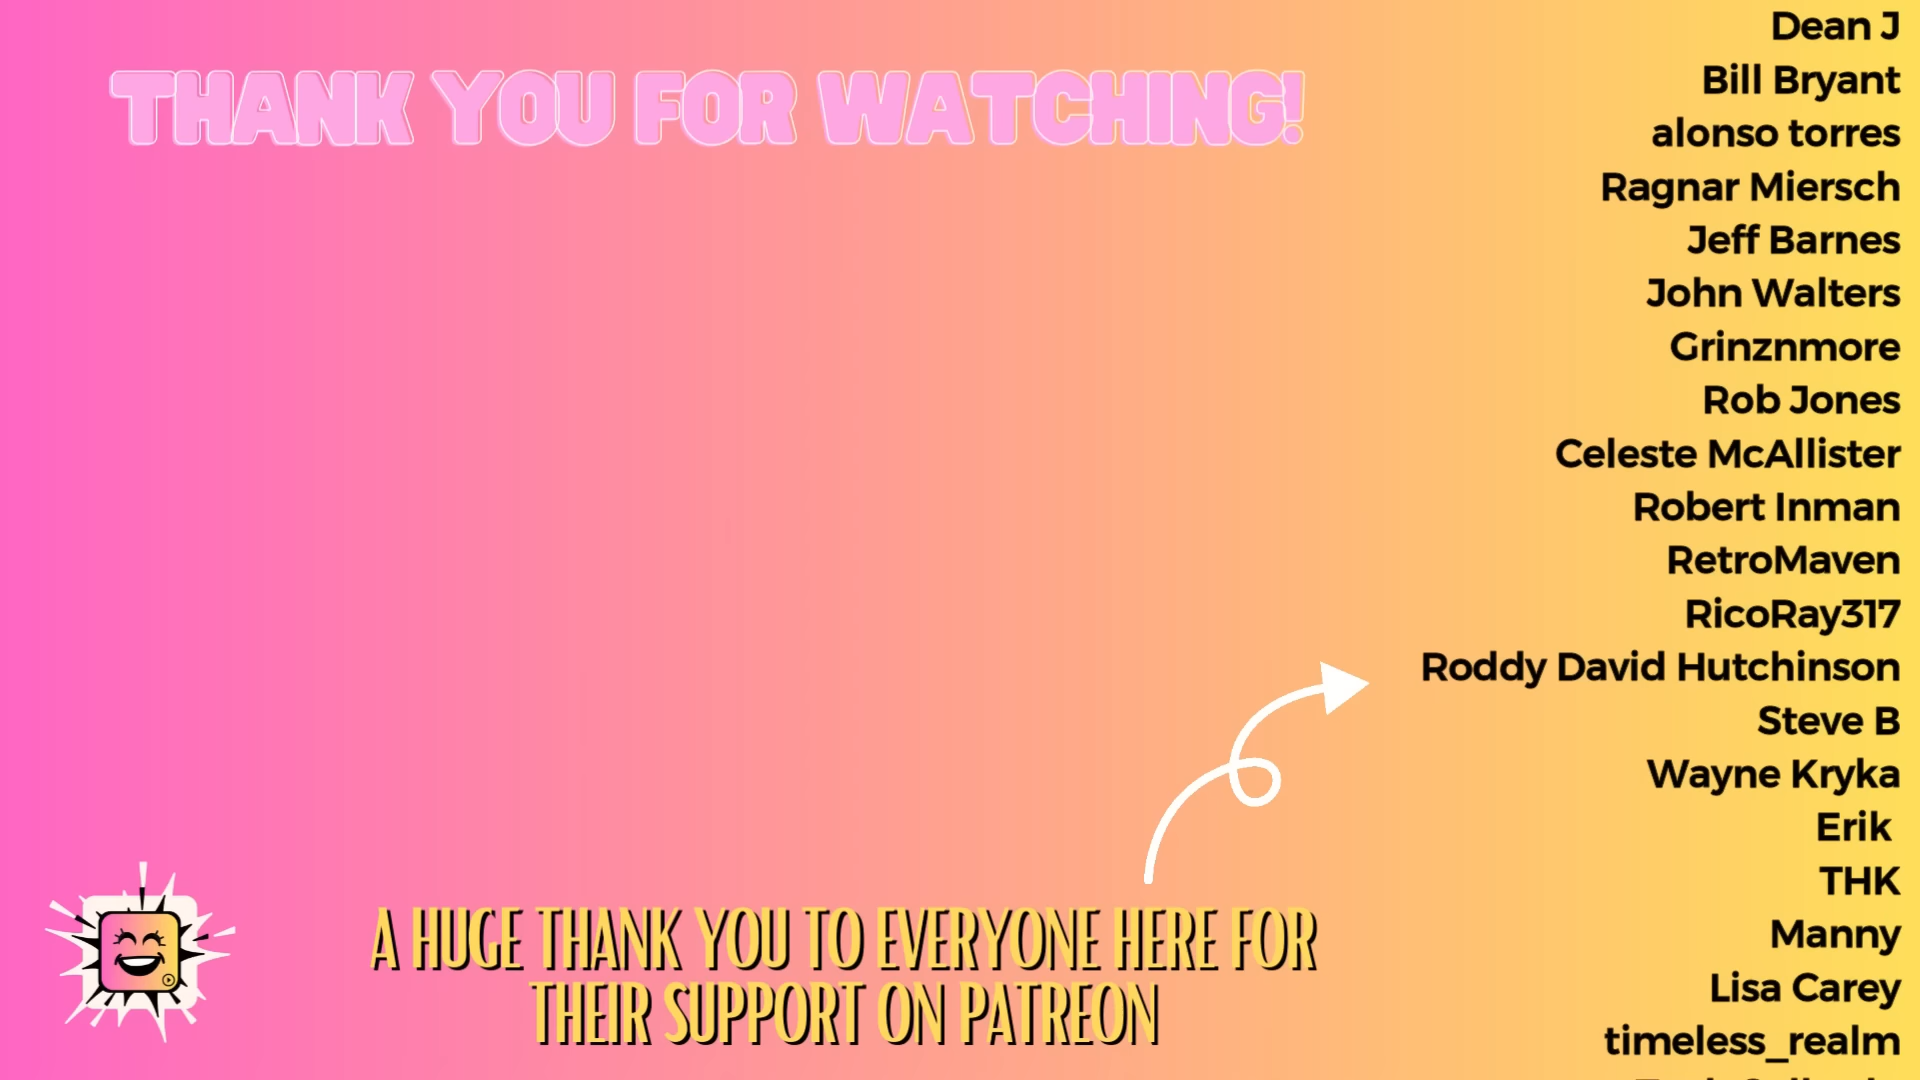 THANK YOU FOR WATCHING!
Dean J
Bill Bryant
alonso torres
Ragnar Miersch
Jeff Barnes
John Walters
Grinznmore
Rob Jones
Celeste McAllister
Robert Inman
RetroMaven
RicoRay317
Roddy David Hutchinson
Steve B
Wayne Kryka
Erik
THK
Manny
Lisa Carey
timeless_realm
A HUGE THANK YOU TO EVERYONE HERE FOR
THEIR SUPPORT ON PATREON